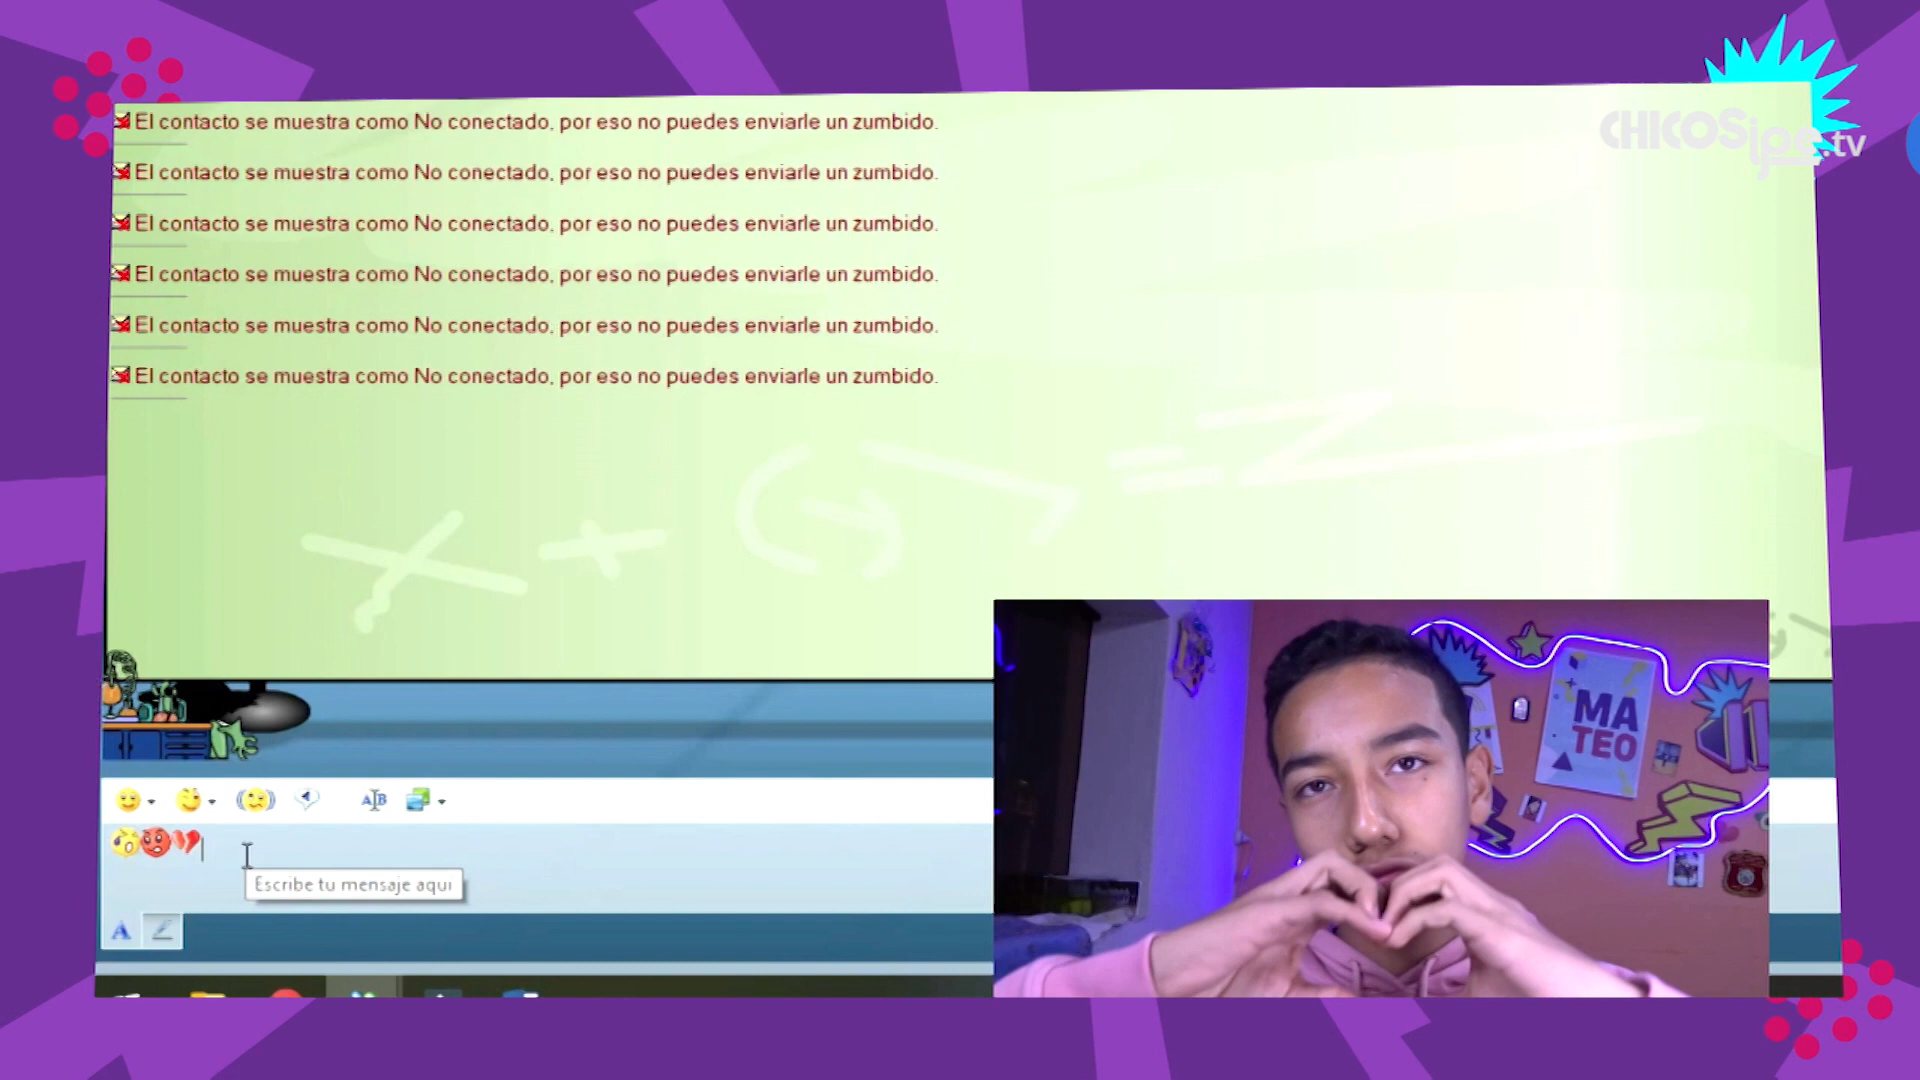 CHICOSipe.tv
El contacto se muestra como No conectado, por eso no puedes enviarle un zumbido.
El contacto se muestra como No conectado, por eso no puedes enviarle un zumbido.
El contacto se muestra como No conectado, por eso no puedes enviarle un zumbido.
El contacto se muestra como No conectado, por eso no puedes enviarle un zumbido.
El contacto se muestra como No conectado, por eso no puedes enviarle un zumbido.
El contacto se muestra como No conectado, por eso no puedes enviarle un zumbido.
x + (y) = z
MA
TEO
Escribe tu mensaje aquí
A